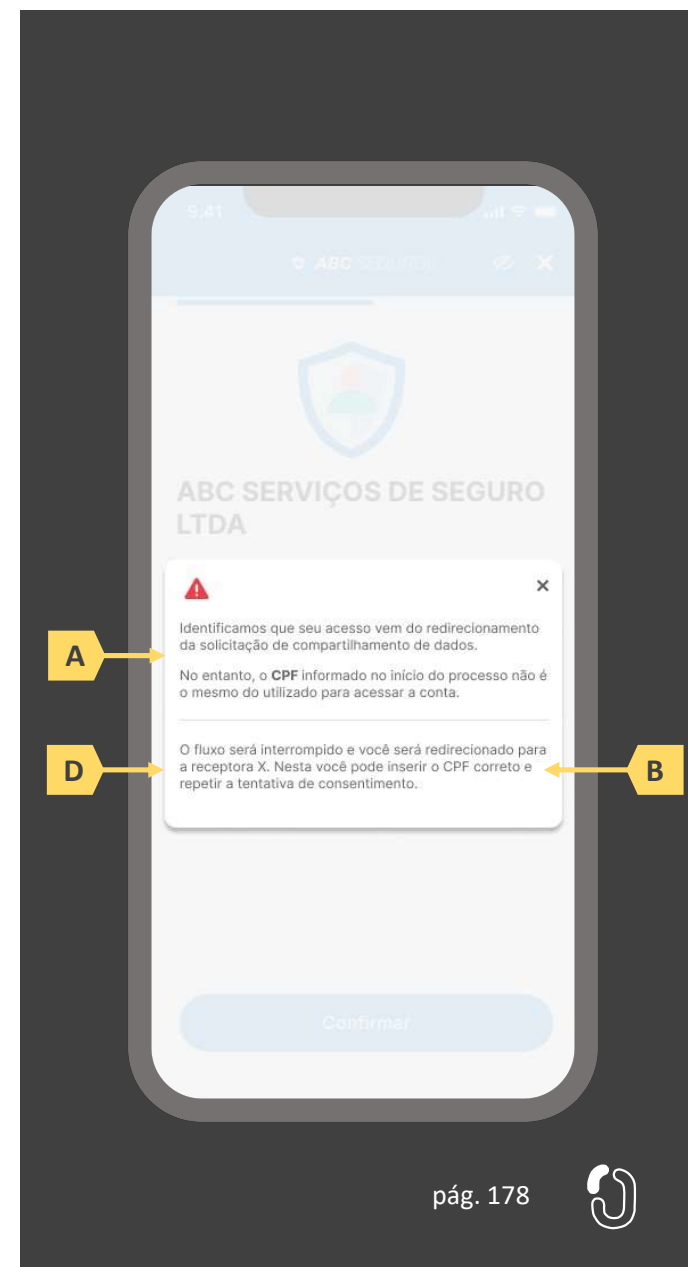 9:41
ABC SEGUROS
ABC SERVIÇOS DE SEGURO
LTDA
Identificamos que seu acesso vem do redirecionamento
da solicitação de compartilhamento de dados.
A
No entanto, o CPF informado no início do processo não é
o mesmo do utilizado para acessar a conta.
O fluxo será interrompido e você será redirecionado para
a receptora X. Nesta você pode inserir o CPF correto e
repetir a tentativa de consentimento.
D
B
Confirmar
pág. 178